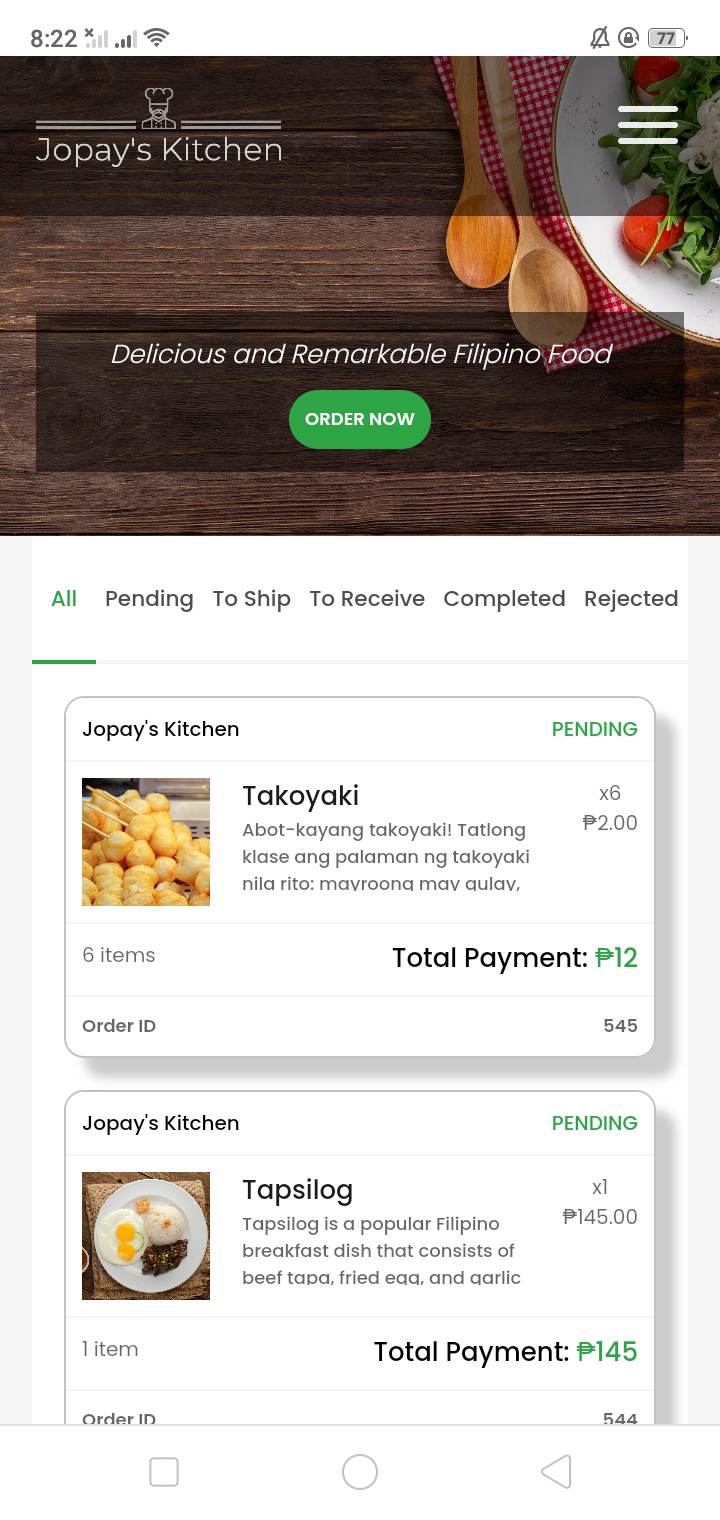 8:22
77
Jopay's Kitchen
Delicious and Remarkable Filipino Food
ORDER NOW
All Pending To Ship To Receive Completed Rejected
Jopay's Kitchen PENDING
Takoyaki x6
₱2.00
Abot-kayang takoyaki! Tatlong
klase ang palaman ng takoyaki
nila rito: mayroong may gulay,
6 items Total Payment: ₱12
Order ID 545
Jopay's Kitchen PENDING
Tapsilog x1
₱145.00
Tapsilog is a popular Filipino
breakfast dish that consists of
beef tapa, fried egg, and garlic
1 item Total Payment: ₱145
Order ID 544